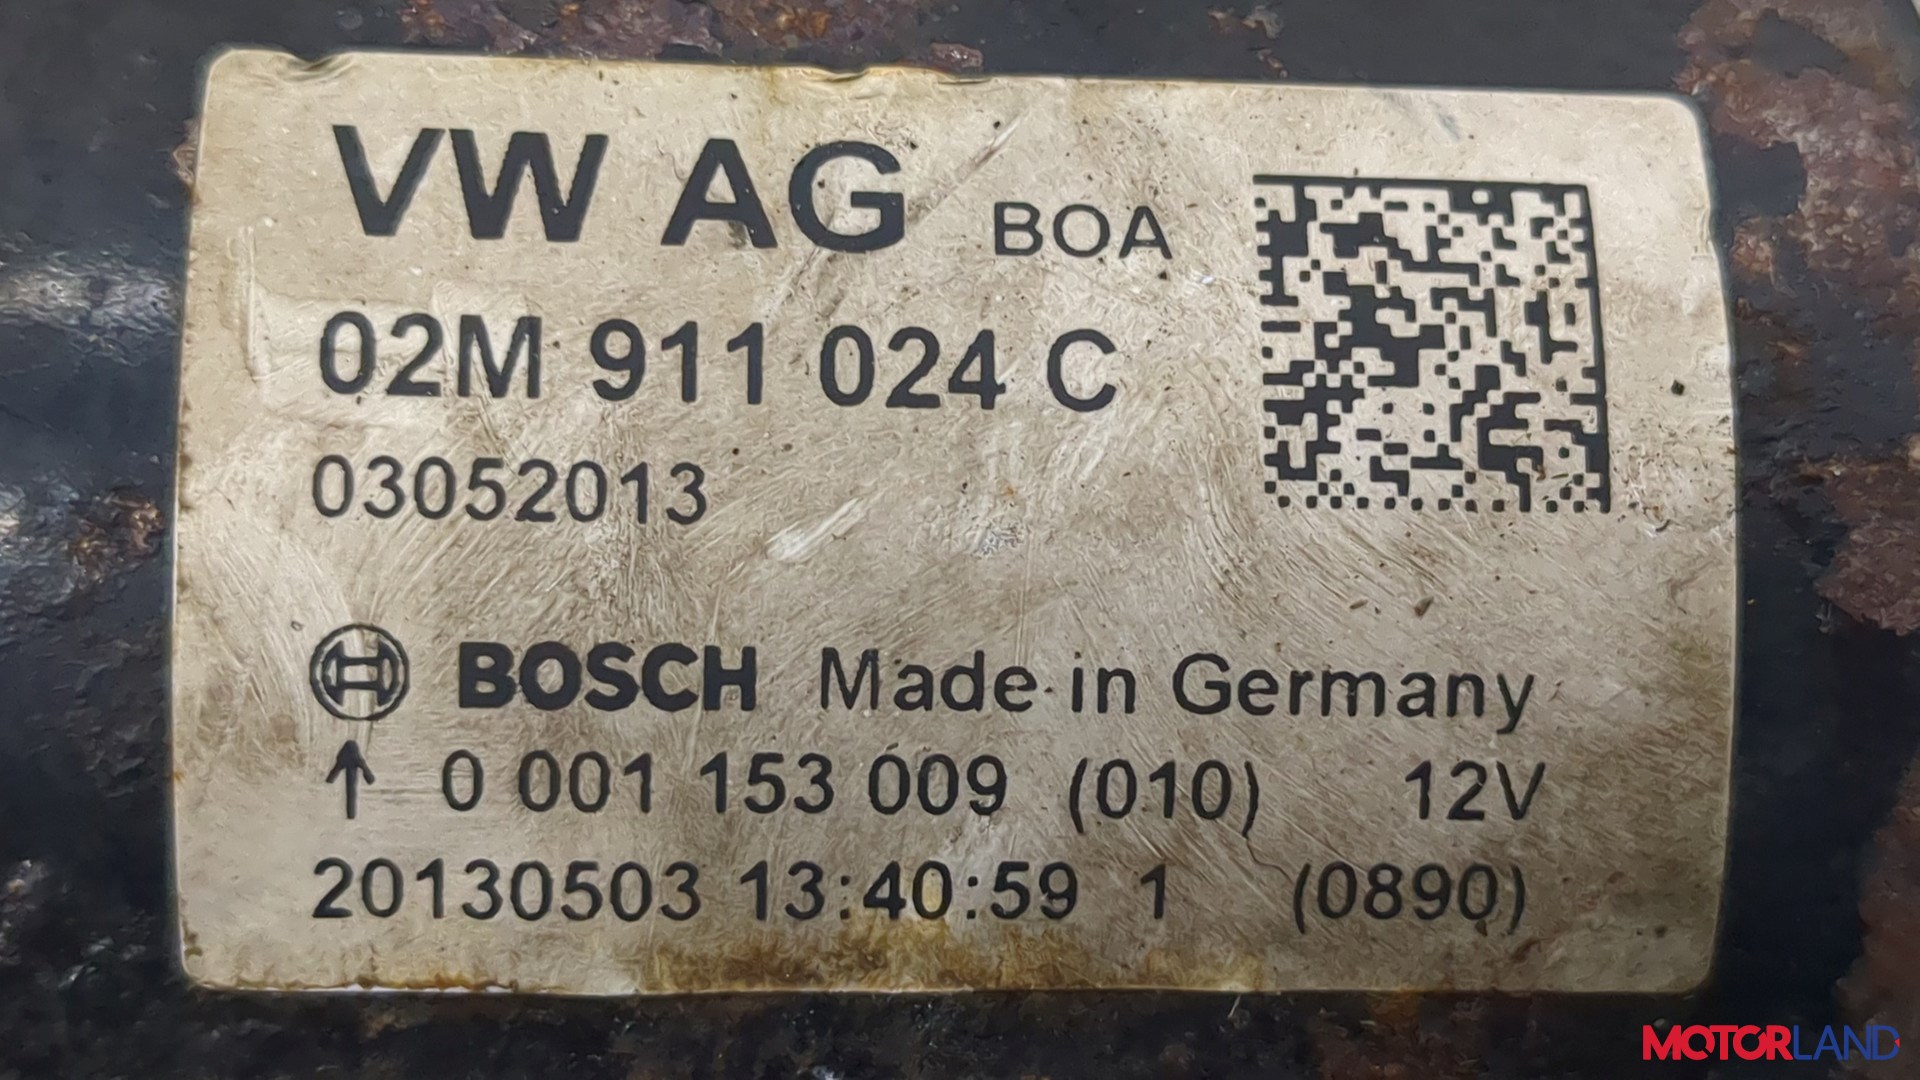 VW AG BOA
02M 911 024 C
03052013
BOSCH Made in Germany
↑ 0 001 153 009 (010) 12V
20130503 13:40:59 1 (0890)
MOTORLAND